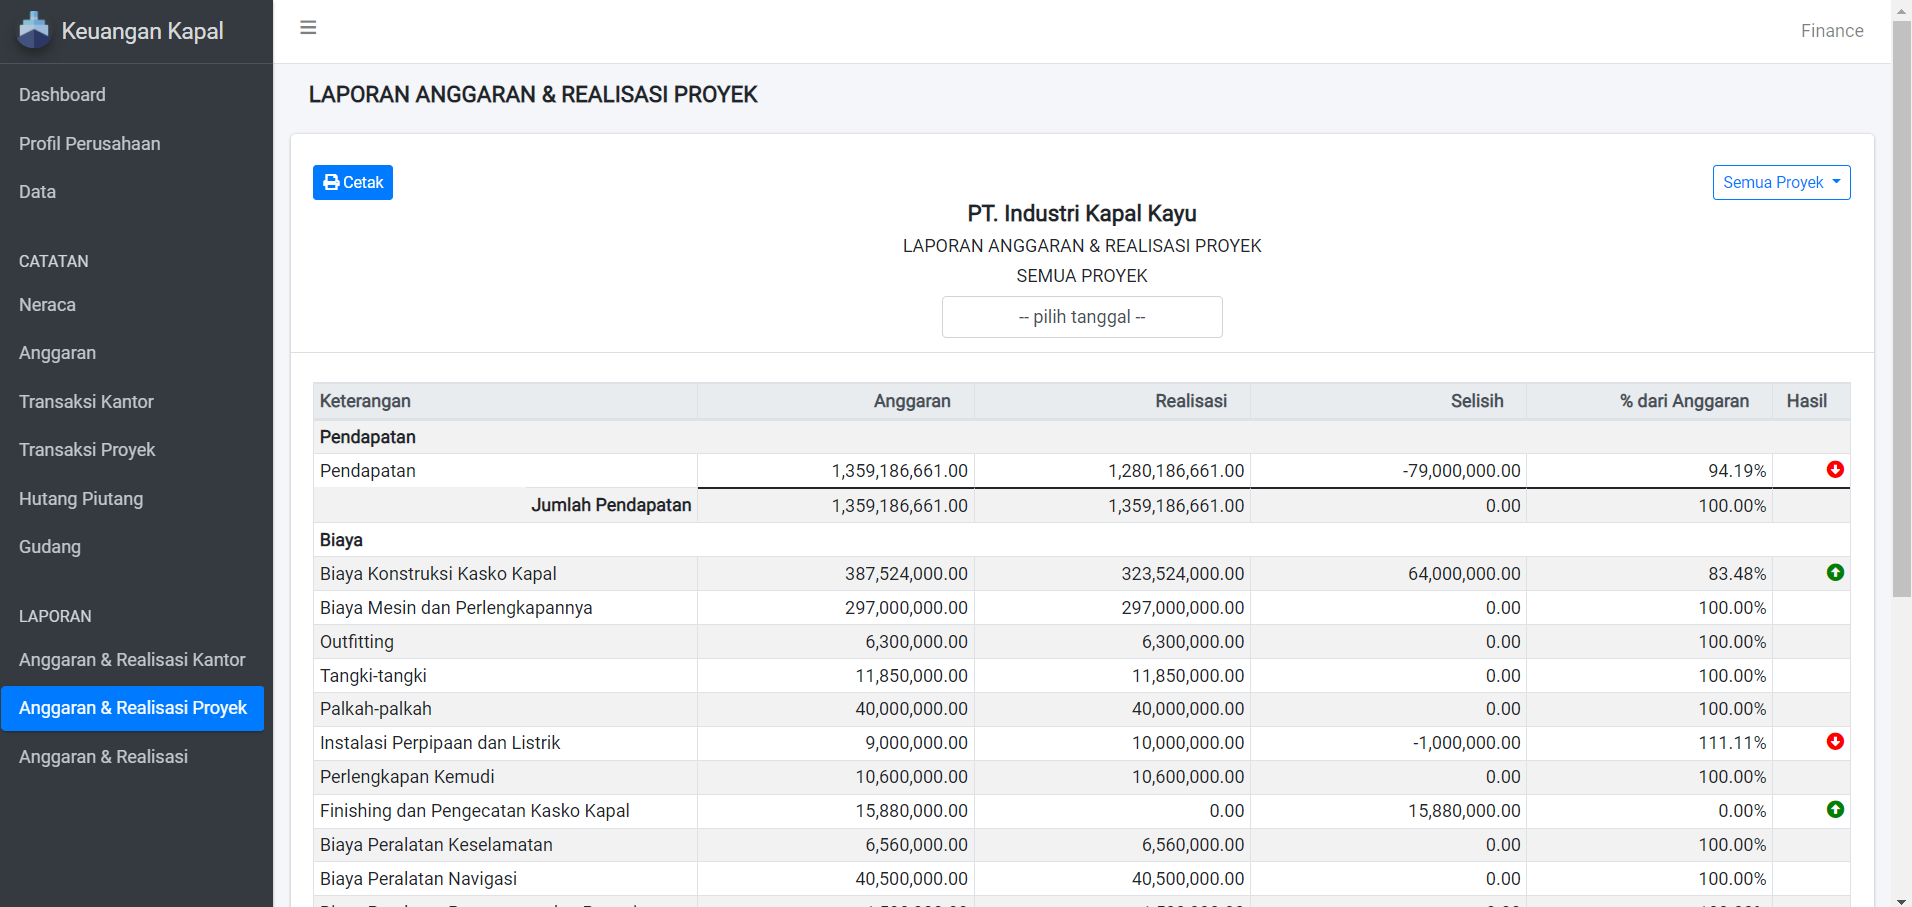 Keuangan Kapal
Finance
Dashboard
Profil Perusahaan
Data
CATATAN
Neraca
Anggaran
Transaksi Kantor
Transaksi Proyek
Hutang Piutang
Gudang
LAPORAN
Anggaran & Realisasi Kantor
Anggaran & Realisasi Proyek
Anggaran & Realisasi
LAPORAN ANGGARAN & REALISASI PROYEK
Cetak
Semua Proyek
PT. Industri Kapal Kayu
LAPORAN ANGGARAN & REALISASI PROYEK
SEMUA PROYEK
-- pilih tanggal --
Keterangan Anggaran Realisasi Selisih % dari Anggaran Hasil
Pendapatan
Pendapatan 1,359,186,661.00 1,280,186,661.00 -79,000,000.00 94.19%
Jumlah Pendapatan 1,359,186,661.00 1,359,186,661.00 0.00 100.00%
Biaya
Biaya Konstruksi Kasko Kapal 387,524,000.00 323,524,000.00 64,000,000.00 83.48%
Biaya Mesin dan Perlengkapannya 297,000,000.00 297,000,000.00 0.00 100.00%
Outfitting 6,300,000.00 6,300,000.00 0.00 100.00%
Tangki-tangki 11,850,000.00 11,850,000.00 0.00 100.00%
Palkah-palkah 40,000,000.00 40,000,000.00 0.00 100.00%
Instalasi Perpipaan dan Listrik 9,000,000.00 10,000,000.00 -1,000,000.00 111.11%
Perlengkapan Kemudi 10,600,000.00 10,600,000.00 0.00 100.00%
Finishing dan Pengecatan Kasko Kapal 15,880,000.00 0.00 15,880,000.00 0.00%
Biaya Peralatan Keselamatan 6,560,000.00 6,560,000.00 0.00 100.00%
Biaya Peralatan Navigasi 40,500,000.00 40,500,000.00 0.00 100.00%